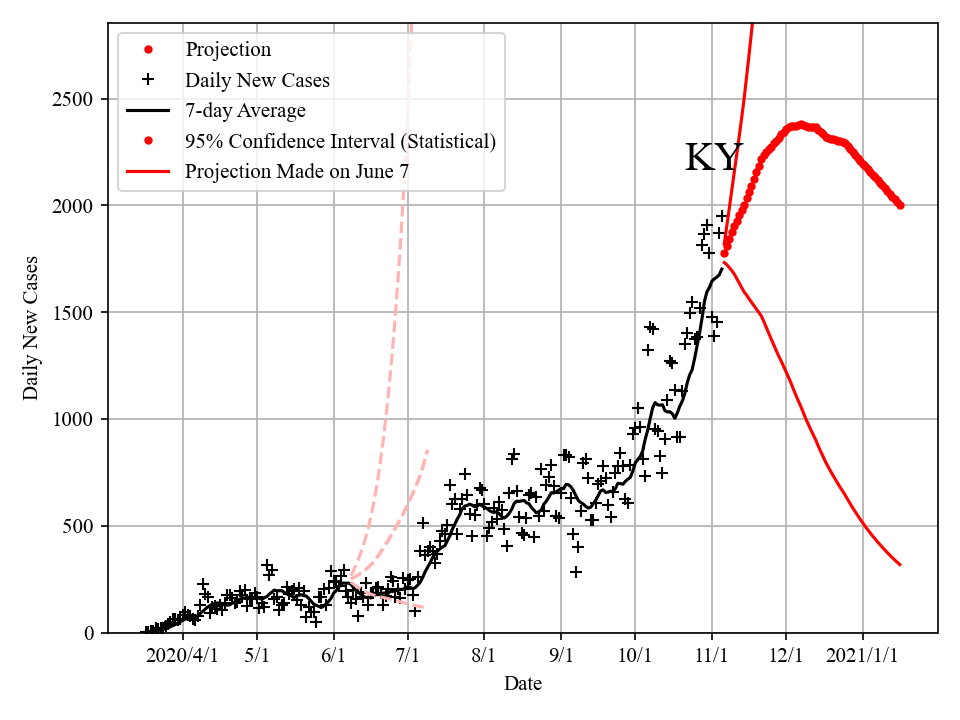 Projection
Daily New Cases
7-day Average
95% Confidence Interval (Statistical)
Projection Made on June 7
KY
Daily New Cases
2500
2000
1500
1000
500
0
2020/4/1 5/1 6/1 7/1 8/1 9/1 10/1 11/1 12/1 2021/1/1
Date